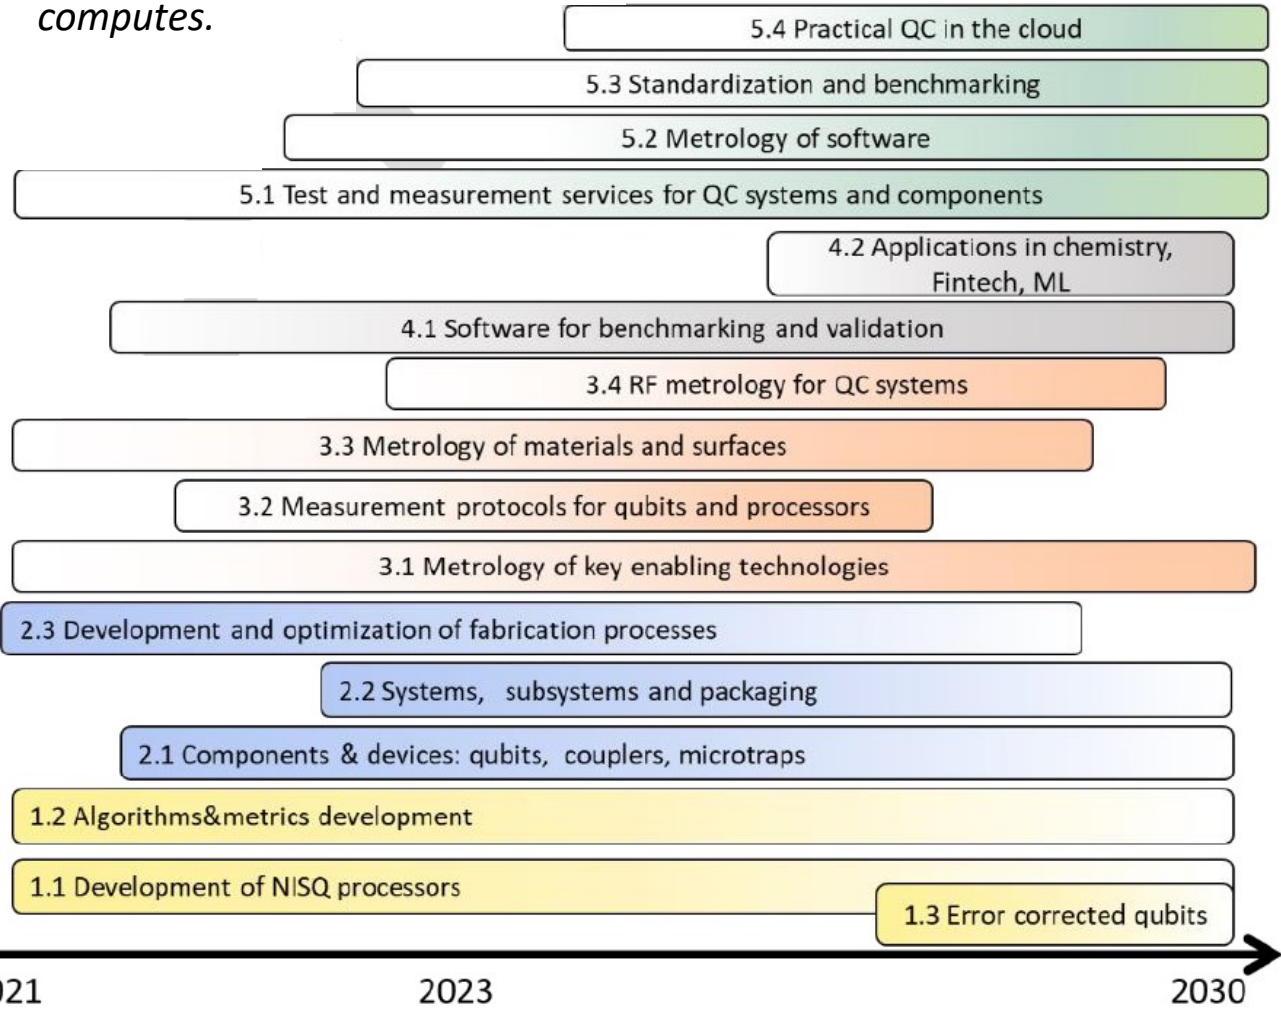 computes.
5.4 Practical QC in the cloud
5.3 Standardization and benchmarking
5.2 Metrology of software
5.1 Test and measurement services for QC systems and components
4.2 Applications in chemistry,
Fintech, ML
4.1 Software for benchmarking and validation
3.4 RF metrology for QC systems
3.3 Metrology of materials and surfaces
3.2 Measurement protocols for qubits and processors
3.1 Metrology of key enabling technologies
2.3 Development and optimization of fabrication processes
2.2 Systems, subsystems and packaging
2.1 Components & devices: qubits, couplers, microtraps
1.2 Algorithms&metrics development
1.1 Development of NISQ processors
1.3 Error corrected qubits
021 2023 2030